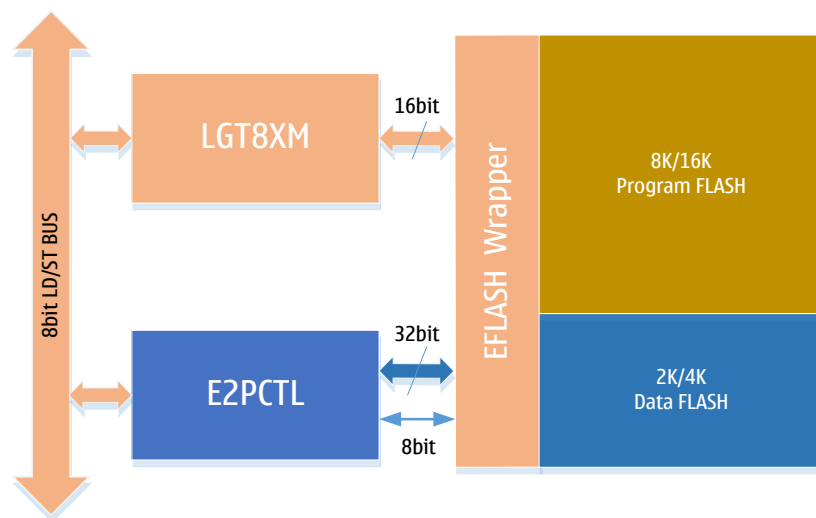 8bit LD/ST BUS
LGT8XM
16bit
EFLASH Wrapper
8K/16K
Program FLASH
E2PCTL
32bit
8bit
2K/4K
Data FLASH